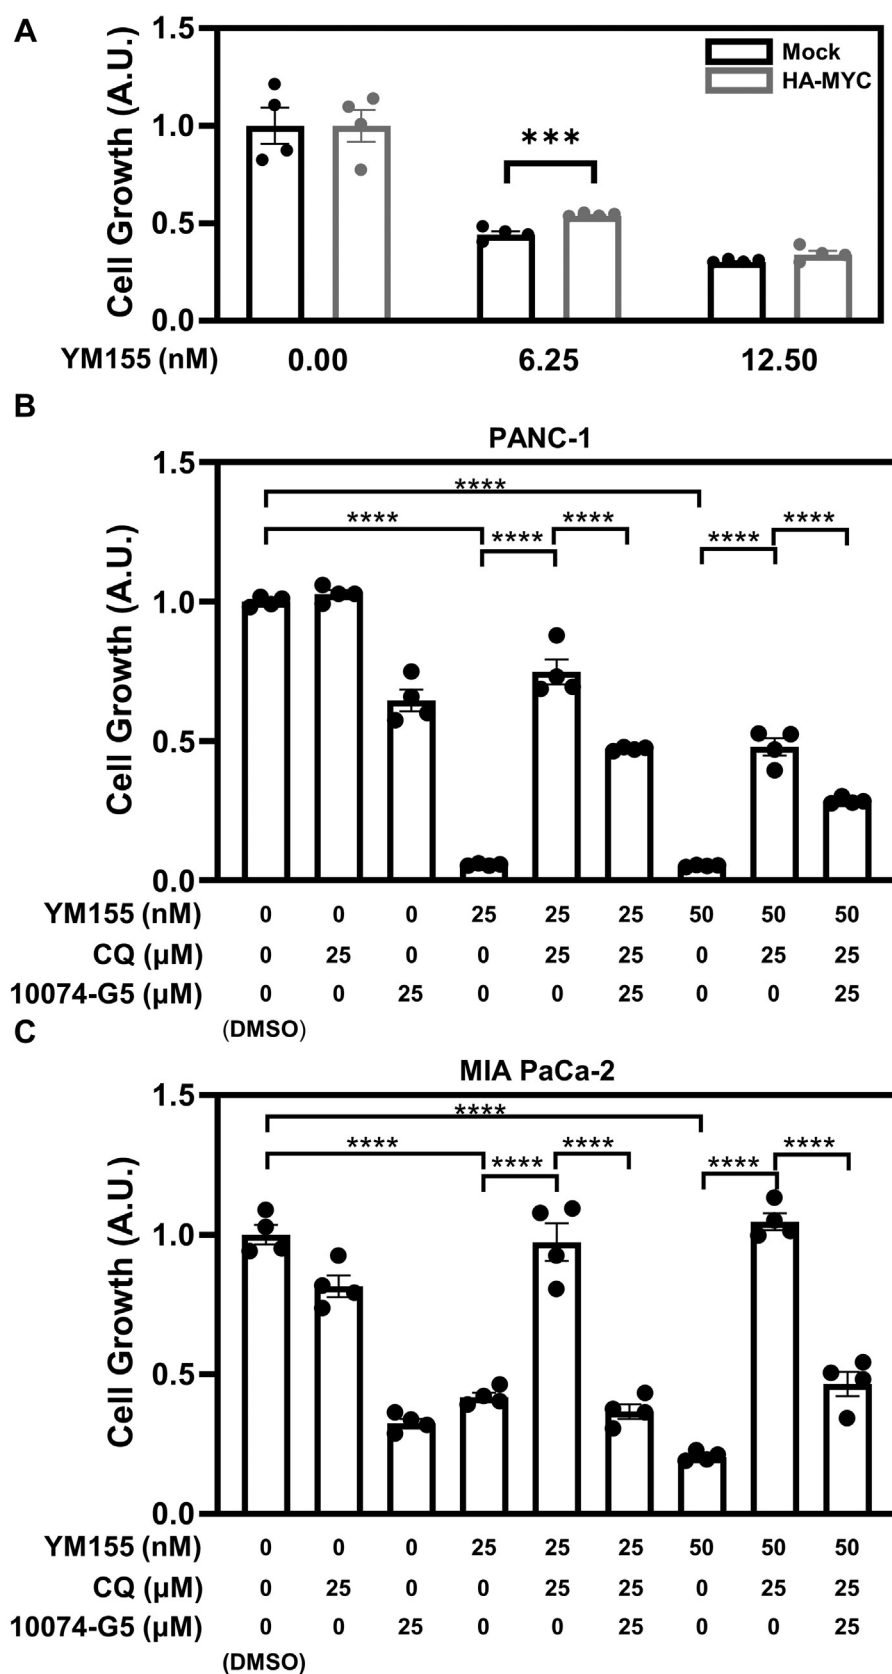 A
Cell Growth (A.U.)
1.5
1.0
0.5
0.0
Mock
HA-MYC
***
YM155 (nM) 0.00 6.25 12.50
B
PANC-1
Cell Growth (A.U.)
1.5
1.0
0.5
0.0
****
**** ****
**** ****
****
YM155 (nM) 0 0 0 25 25 25 50 50 50
CQ (µM) 0 25 0 0 25 25 0 25 25
10074-G5 (µM) 0 0 25 0 0 25 0 0 25
(DMSO)
C
MIA PaCa-2
Cell Growth (A.U.)
1.5
1.0
0.5
0.0
****
**** **** ****
**** ****
YM155 (nM) 0 0 0 25 25 25 50 50 50
CQ (µM) 0 25 0 0 25 25 0 25 25
10074-G5 (µM) 0 0 25 0 0 25 0 0 25
(DMSO)